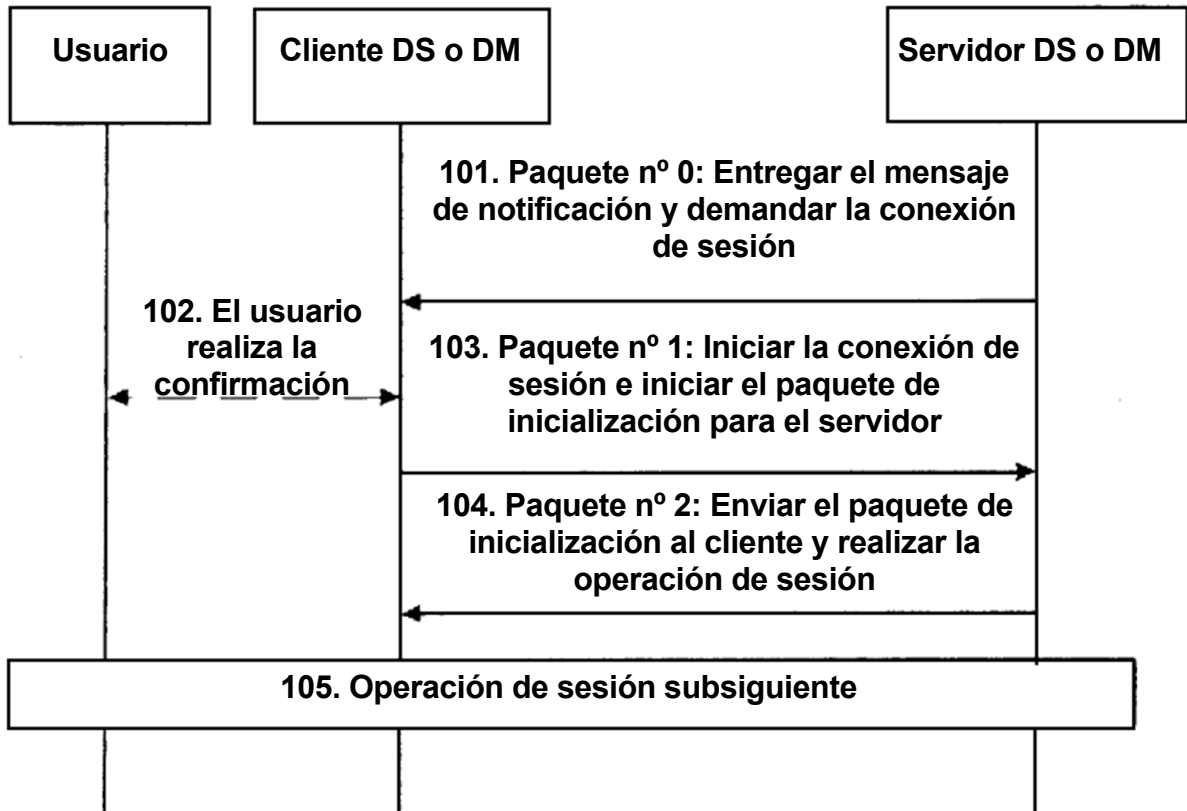 Usuario
Cliente DS o DM
Servidor DS o DM
101. Paquete nº 0: Entregar el mensaje
de notificación y demandar la conexión
de sesión
102. El usuario
realiza la
confirmación
103. Paquete nº 1: Iniciar la conexión de
sesión e iniciar el paquete de
inicialización para el servidor
104. Paquete nº 2: Enviar el paquete de
inicialización al cliente y realizar la
operación de sesión
105. Operación de sesión subsiguiente